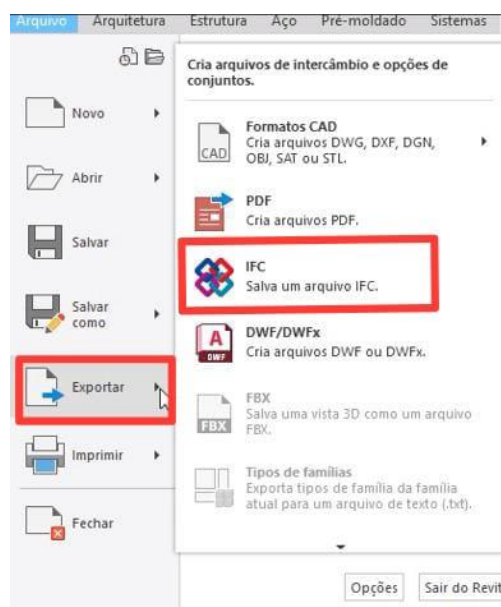 Arquivo Arquitetura Estrutura Aço Pré-moldado Sistemas
Cria arquivos de intercâmbio e opções de
conjuntos.
Novo
Abrir
Salvar
Salvar
como
Exportar
Imprimir
Fechar
Formatos CAD
Cria arquivos DWG, DXF, DGN,
OBJ, SAT ou STL.
CAD
PDF
Cria arquivos PDF.
IFC
Salva um arquivo IFC.
DWF/DWFx
Cria arquivos DWF ou DWFx.
A
DWF
FBX
Salva uma vista 3D como um arquivo
FBX.
FBX
Tipos de famílias
Exporta tipos de família da família
atual para um arquivo de texto (.txt).
Opções Sair do Revit